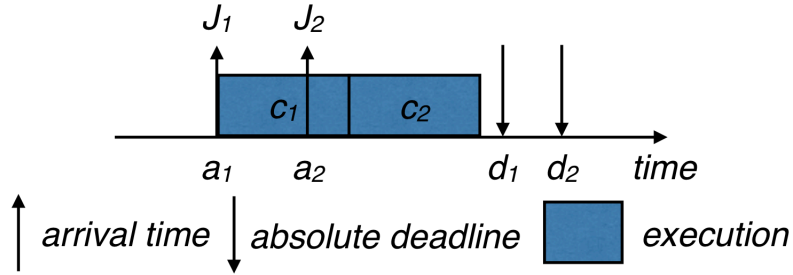 J1 J2
c1 c2
a1 a2 d1 d2 time
arrival time absolute deadline execution